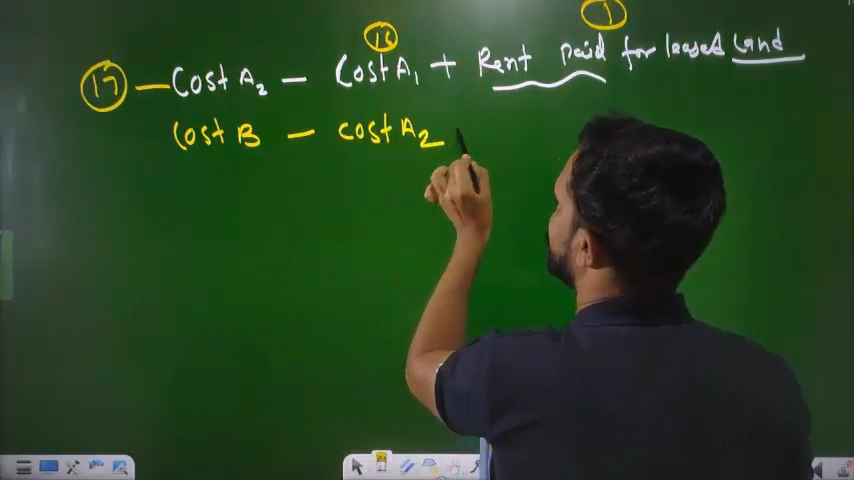 16 1
17 - Cost A2 - Cost A1 + Rent paid for leased Land
Cost B - Cost A2